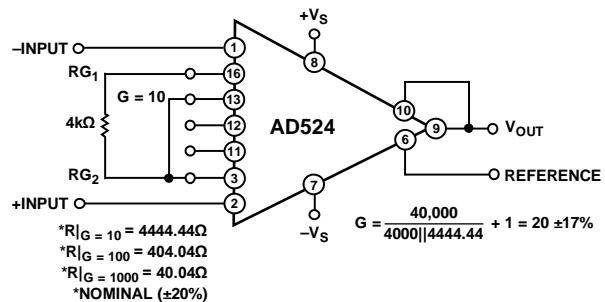 –INPUT
RG1
G = 10
4kΩ
RG2
+INPUT
1
16
13
12
11
3
2
+VS
8
AD524
7
–VS
10
9
6
VOUT
REFERENCE
*R|G = 10 = 4444.44Ω
*R|G = 100 = 404.04Ω
*R|G = 1000 = 40.04Ω
*NOMINAL (±20%)
G = 40,000 / 4000||4444.44 + 1 = 20 ±17%